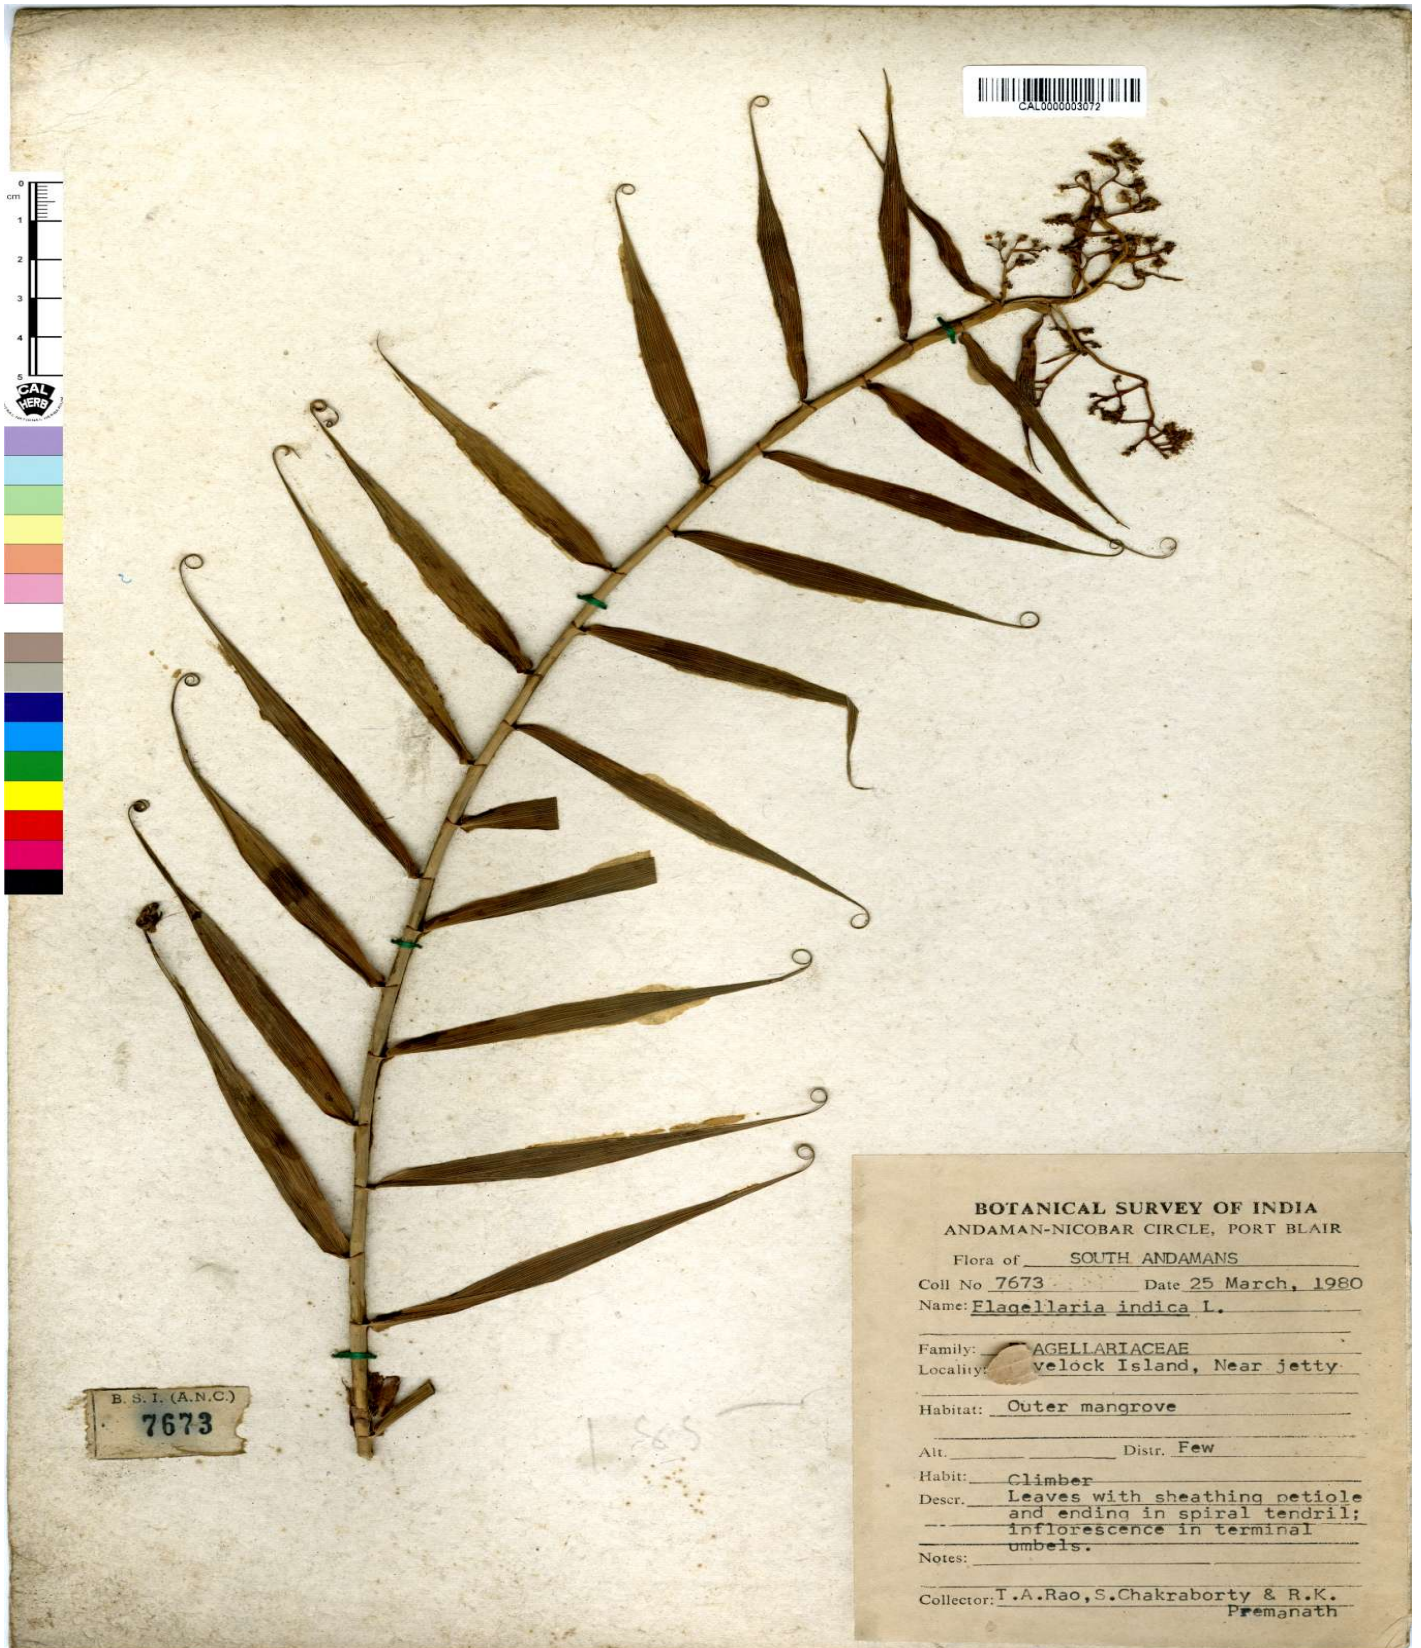 CAL0000003072
0
cm
1
2
3
4
5
CAL
HERB
BOTANICAL SURVEY OF INDIA
ANDAMAN-NICOBAR CIRCLE, PORT BLAIR
Flora of SOUTH ANDAMANS
Coll No 7673 Date 25 March, 1980
Name: Flagellaria indica L.
Family: AGELLARIACEAE
Locality: velock Island, Near jetty
Habitat: Outer mangrove
Alt. Distr. Few
Habit: Climber
Descr. Leaves with sheathing petiole
and ending in spiral tendril;
inflorescence in terminal
umbels.
Notes:
Collector: T.A.Rao, S.Chakraborty & R.K.
Premanath
B. S. I. (A.N.C.)
7673